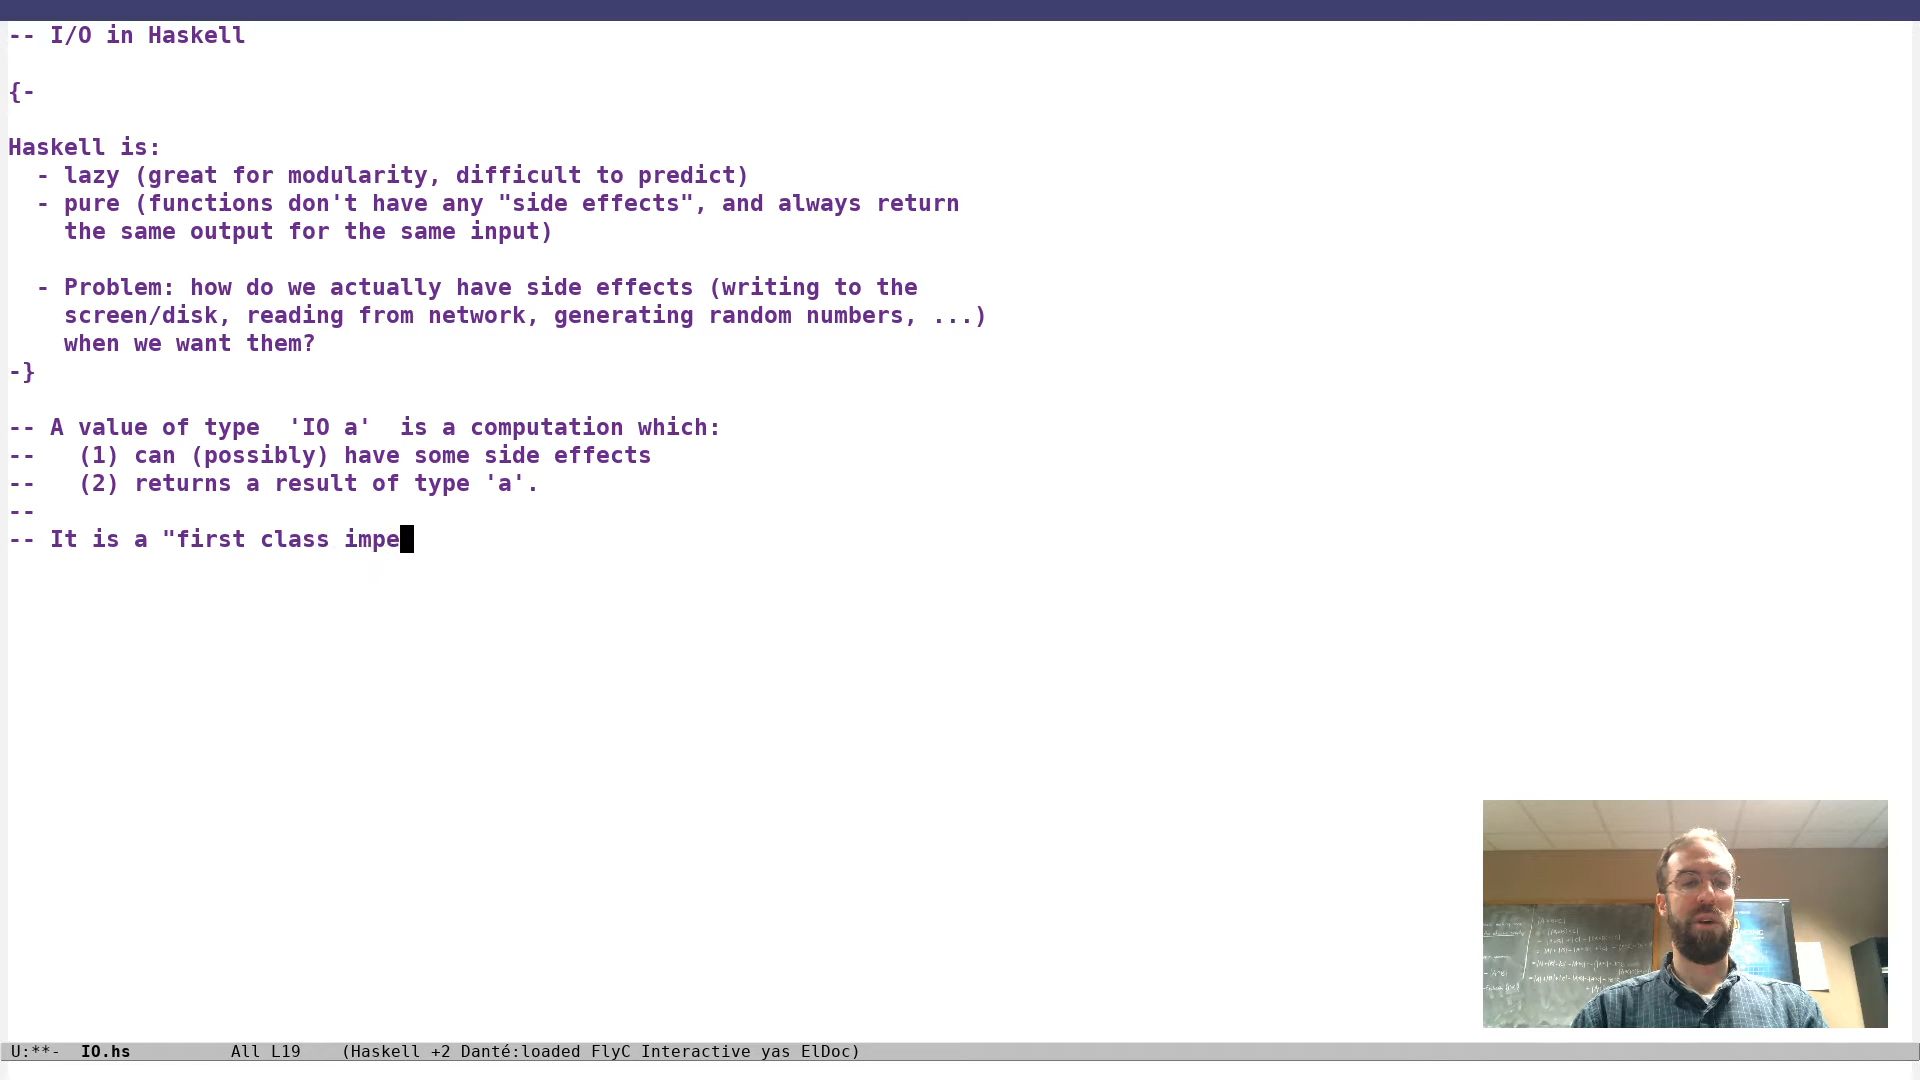 -- I/O in Haskell
{-
Haskell is:
- lazy (great for modularity, difficult to predict)
- pure (functions don't have any "side effects", and always return
the same output for the same input)
- Problem: how do we actually have side effects (writing to the
screen/disk, reading from network, generating random numbers, ...)
when we want them?
-}
-- A value of type 'IO a' is a computation which:
-- (1) can (possibly) have some side effects
-- (2) returns a result of type 'a'.
--
-- It is a "first class impe
U:**- IO.hs All L19 (Haskell +2 Danté:loaded FlyC Interactive yas ElDoc)